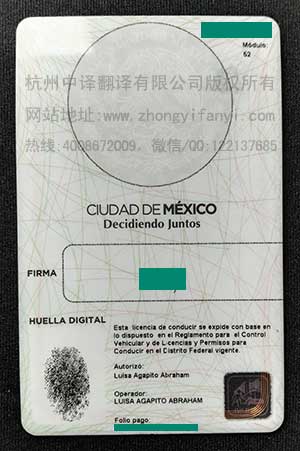 Módulo:
52
杭州中译翻译有限公司版权所有
网站地址:www.zhongyifanyi.com
热线:4008672009, 微信/QQ:122137685
CIUDAD DE MÉXICO
Decidiendo Juntos
FIRMA
HUELLA DIGITAL
Esta licencia de conducir se expide con base en
lo dispuesto en el Reglamento para el Control
Vehicular y de Licencias y Permisos para
Conducir en el Distrito Federal vigente.
Autorizó:
Luisa Agapito Abraham
Operador:
LUISA AGAPITO ABRAHAM
Folio pago: